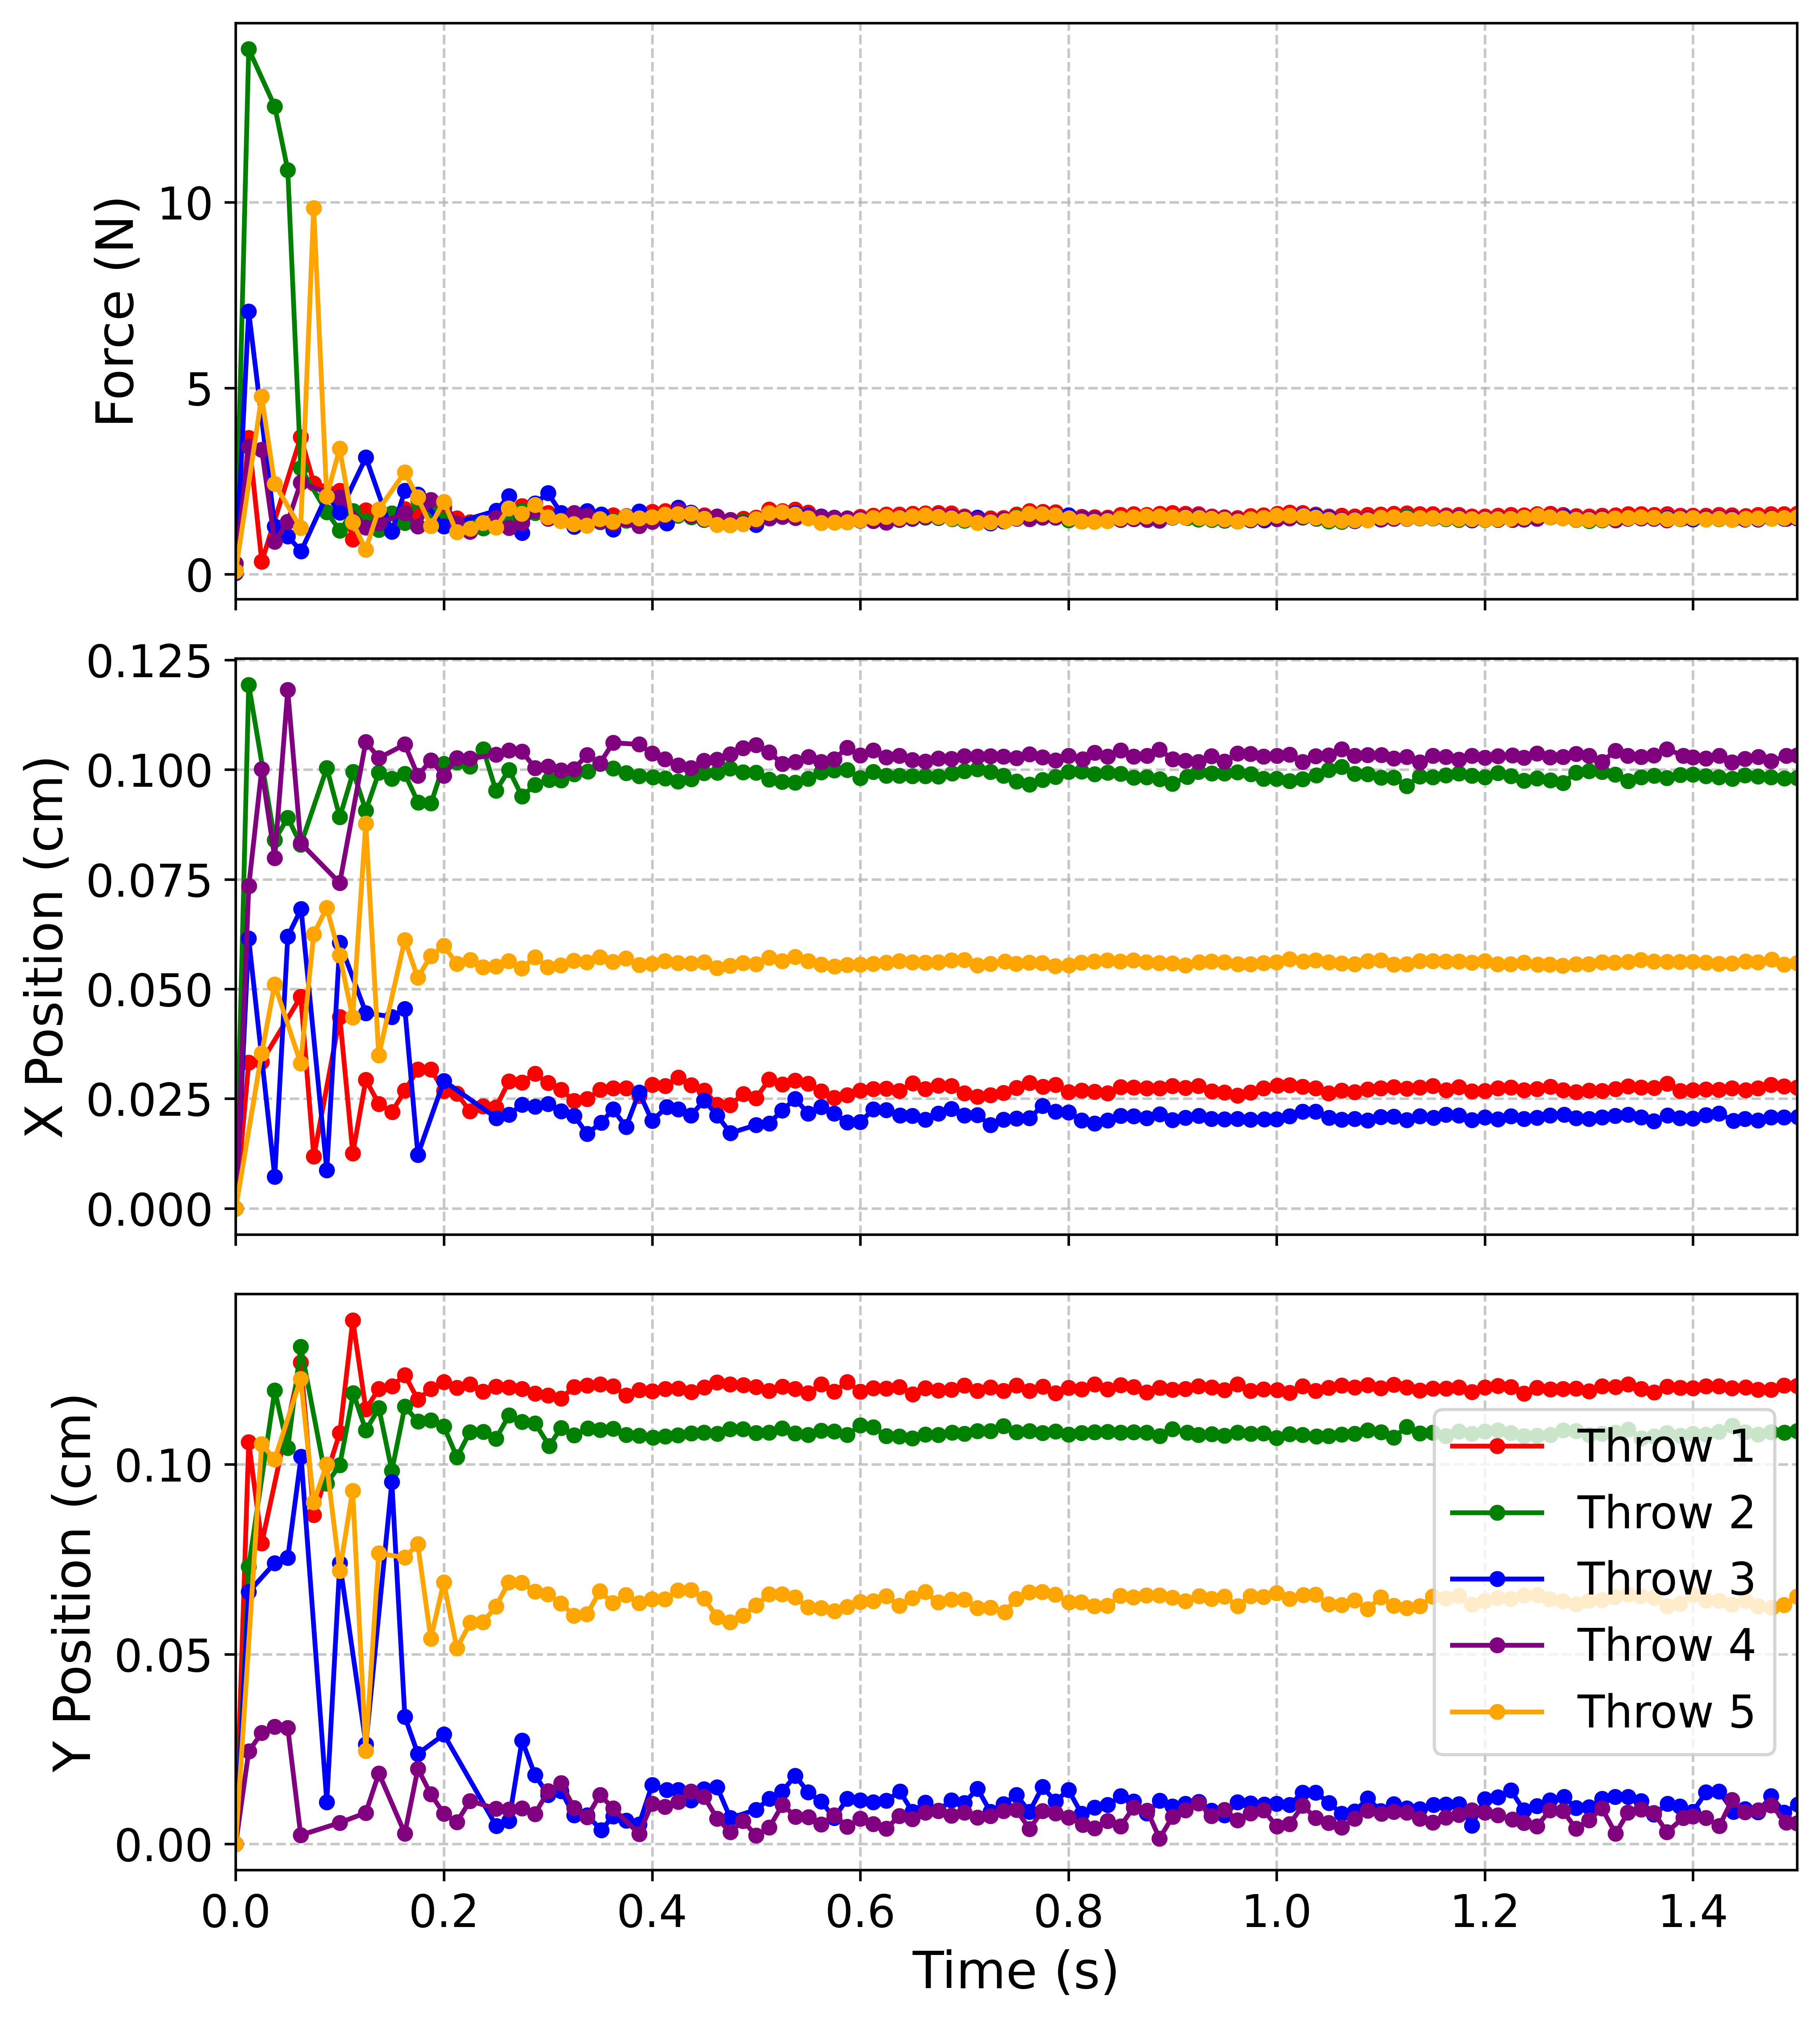 Force (N)
10
5
0
X Position (cm)
0.125
0.100
0.075
0.050
0.025
0.000
Y Position (cm)
0.10
0.05
0.00
Throw 1
Throw 2
Throw 3
Throw 4
Throw 5
0.0 0.2 0.4 0.6 0.8 1.0 1.2 1.4
Time (s)